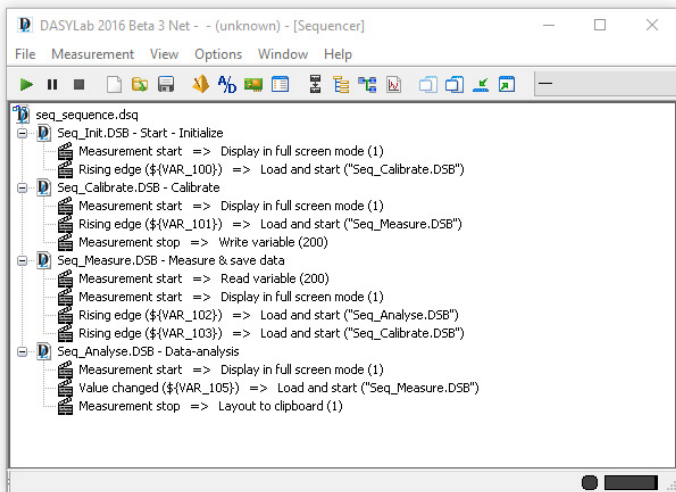 DASYLab 2016 Beta 3 Net - - (unknown) - [Sequencer]
File Measurement View Options Window Help
A/D
seq_sequence.dsq
Seq_Init.DSB - Start - Initialize
Measurement start => Display in full screen mode (1)
Rising edge (${VAR_100}) => Load and start ("Seq_Calibrate.DSB")
Seq_Calibrate.DSB - Calibrate
Measurement start => Display in full screen mode (1)
Rising edge (${VAR_101}) => Load and start ("Seq_Measure.DSB")
Measurement stop => Write variable (200)
Seq_Measure.DSB - Measure & save data
Measurement start => Read variable (200)
Measurement start => Display in full screen mode (1)
Rising edge (${VAR_102}) => Load and start ("Seq_Analyse.DSB")
Rising edge (${VAR_103}) => Load and start ("Seq_Calibrate.DSB")
Seq_Analyse.DSB - Data-analysis
Measurement start => Display in full screen mode (1)
Value changed (${VAR_105}) => Load and start ("Seq_Measure.DSB")
Measurement stop => Layout to clipboard (1)